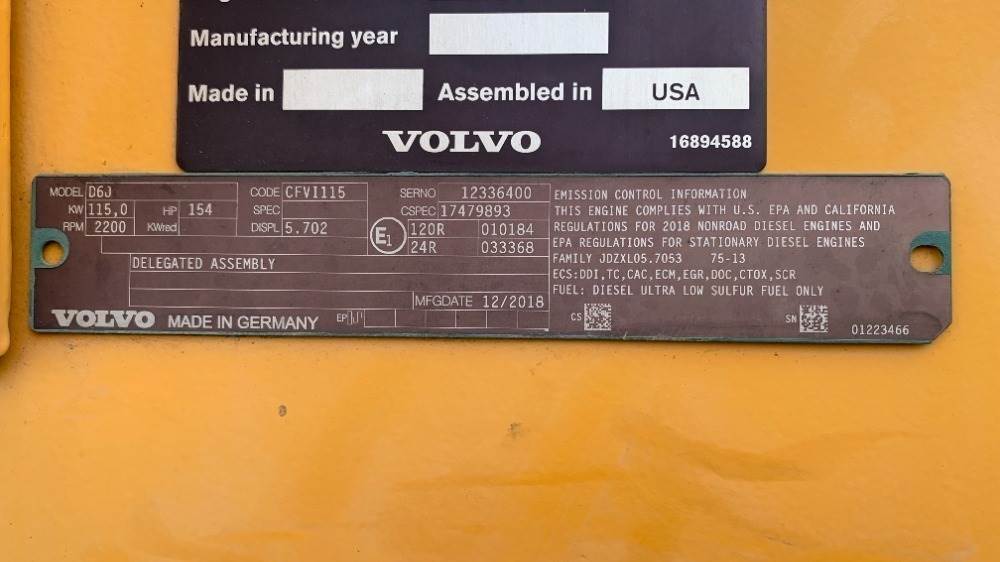 Manufacturing year
Made in Assembled in USA
VOLVO 16894588
MODEL D6J CODE CFVI115 SERNO 12336400
KW 115,0 HP 154 SPEC CSPEC 17479893
RPM 2200 KWred DISPL 5.702 E1 120R 010184
24R 033368
DELEGATED ASSEMBLY
MFGDATE 12/2018
VOLVO MADE IN GERMANY EP
EMISSION CONTROL INFORMATION
THIS ENGINE COMPLIES WITH U.S. EPA AND CALIFORNIA
REGULATIONS FOR 2018 NONROAD DIESEL ENGINES AND
EPA REGULATIONS FOR STATIONARY DIESEL ENGINES
FAMILY JDZXL05.7053 75-13
ECS:DDI,TC,CAC,ECM,EGR,DOC,CTOX,SCR
FUEL: DIESEL ULTRA LOW SULFUR FUEL ONLY
CS SN 01223466